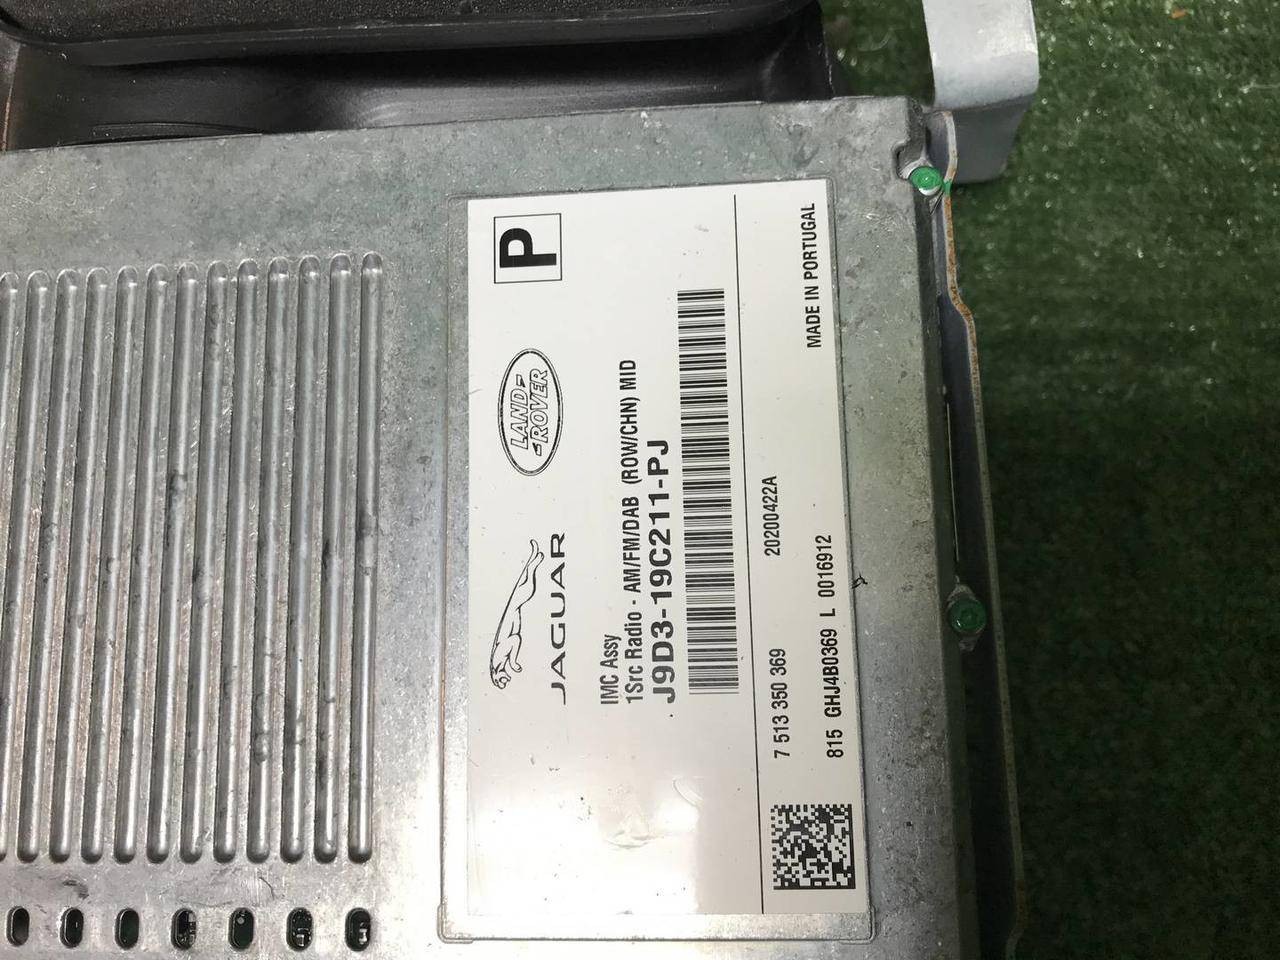 P
LAND
ROVER
JAGUAR
IMC Assy
1Src Radio - AM/FM/DAB (ROW/CHN) MID
J9D3-19C211-PJ
7 513 350 369 20200422A
815 GHJ4B0369 L 0016912 MADE IN PORTUGAL